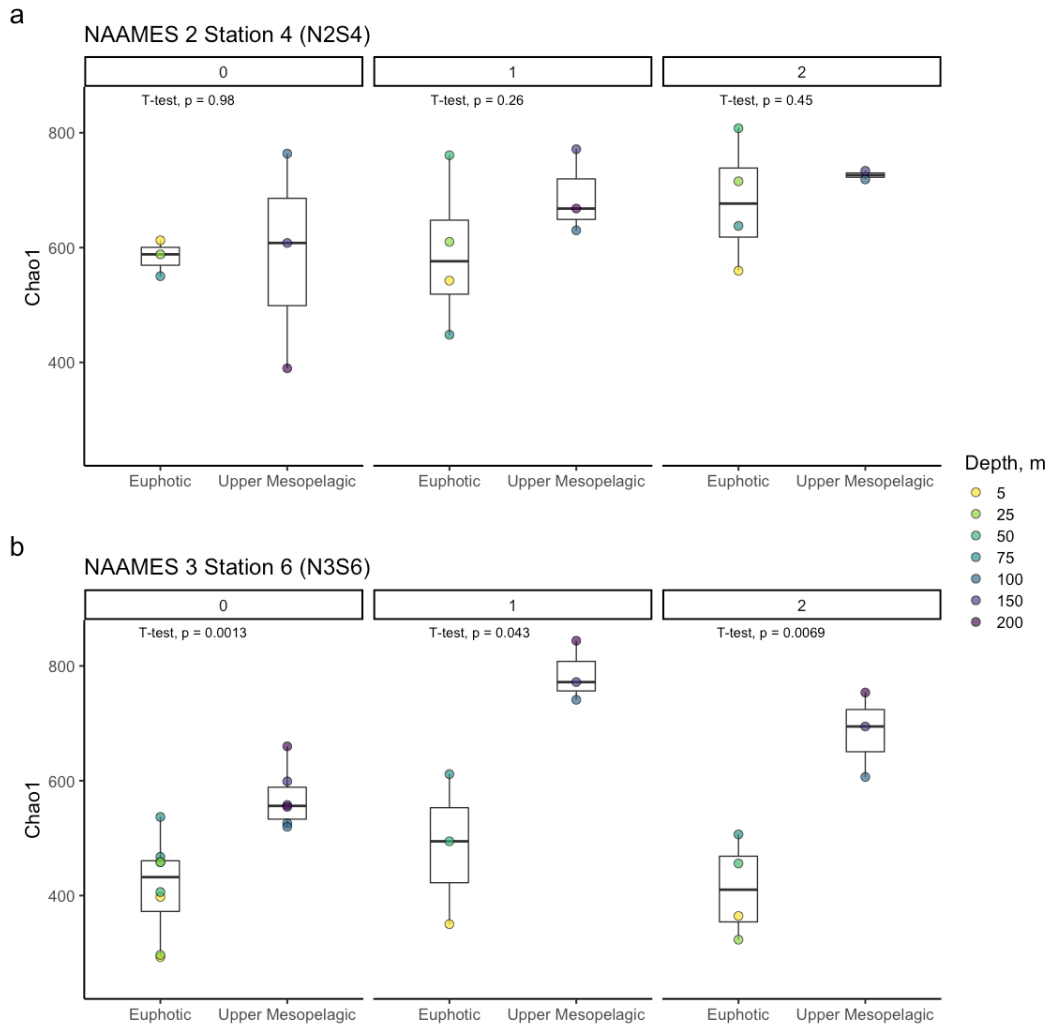 a
NAAMES 2 Station 4 (N2S4)
0 1 2
T-test, p = 0.98 T-test, p = 0.26 T-test, p = 0.45
800
600
400
Chao1
Euphotic Upper Mesopelagic Euphotic Upper Mesopelagic Euphotic Upper Mesopelagic
Depth, m
5
25
50
75
100
150
200
b
NAAMES 3 Station 6 (N3S6)
0 1 2
T-test, p = 0.0013 T-test, p = 0.043 T-test, p = 0.0069
800
600
400
Chao1
Euphotic Upper Mesopelagic Euphotic Upper Mesopelagic Euphotic Upper Mesopelagic